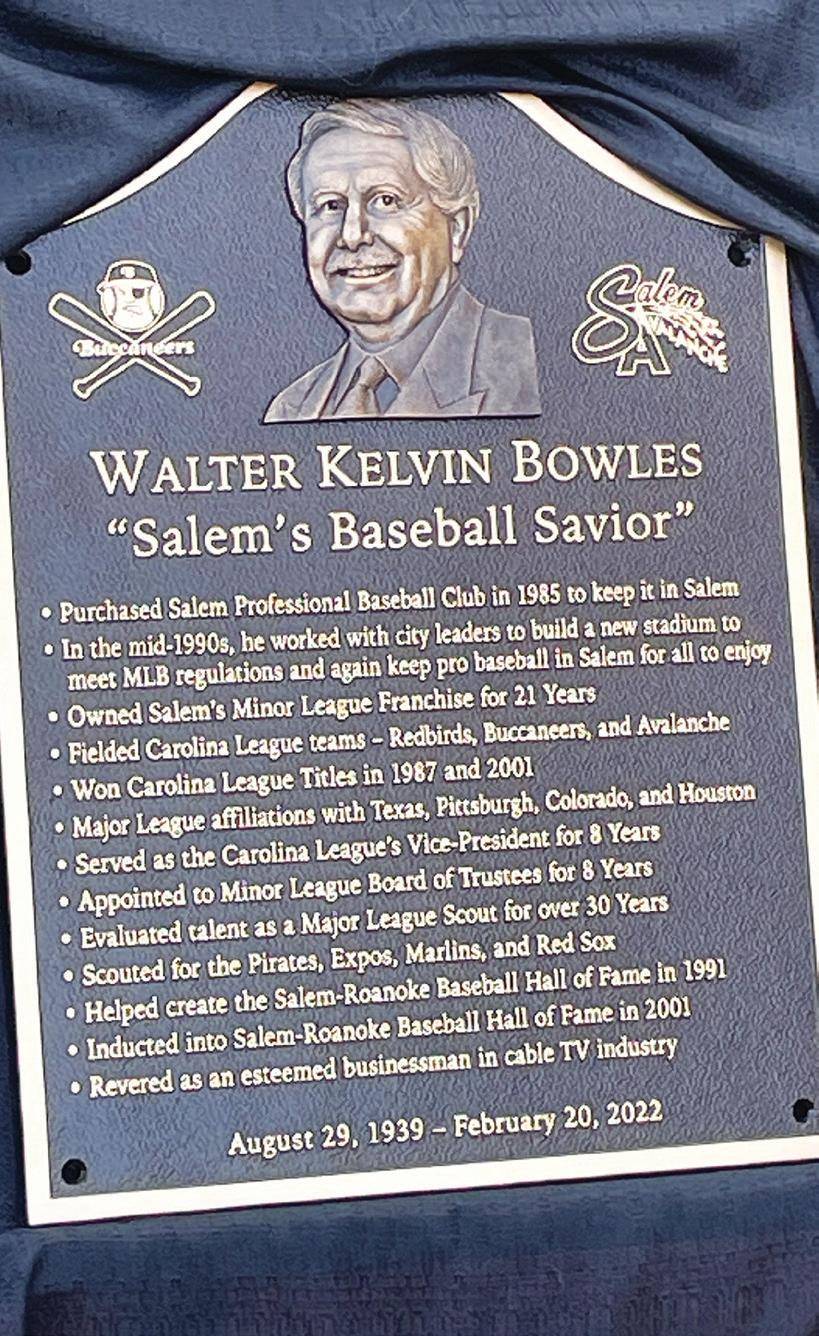 Buccaneers
Salem
AVALANCHE
SA
WALTER KELVIN BOWLES
“Salem’s Baseball Savior”
• Purchased Salem Professional Baseball Club in 1985 to keep it in Salem
• In the mid-1990s, he worked with city leaders to build a new stadium to
meet MLB regulations and again keep pro baseball in Salem for all to enjoy
• Owned Salem’s Minor League Franchise for 21 Years
• Fielded Carolina League teams – Redbirds, Buccaneers, and Avalanche
• Won Carolina League Titles in 1987 and 2001
• Major League affiliations with Texas, Pittsburgh, Colorado, and Houston
• Served as the Carolina League’s Vice-President for 8 Years
• Appointed to Minor League Board of Trustees for 8 Years
• Evaluated talent as a Major League Scout for over 30 Years
• Scouted for the Pirates, Expos, Marlins, and Red Sox
• Helped create the Salem-Roanoke Baseball Hall of Fame in 1991
• Inducted into Salem-Roanoke Baseball Hall of Fame in 2001
• Revered as an esteemed businessman in cable TV industry
August 29, 1939 – February 20, 2022